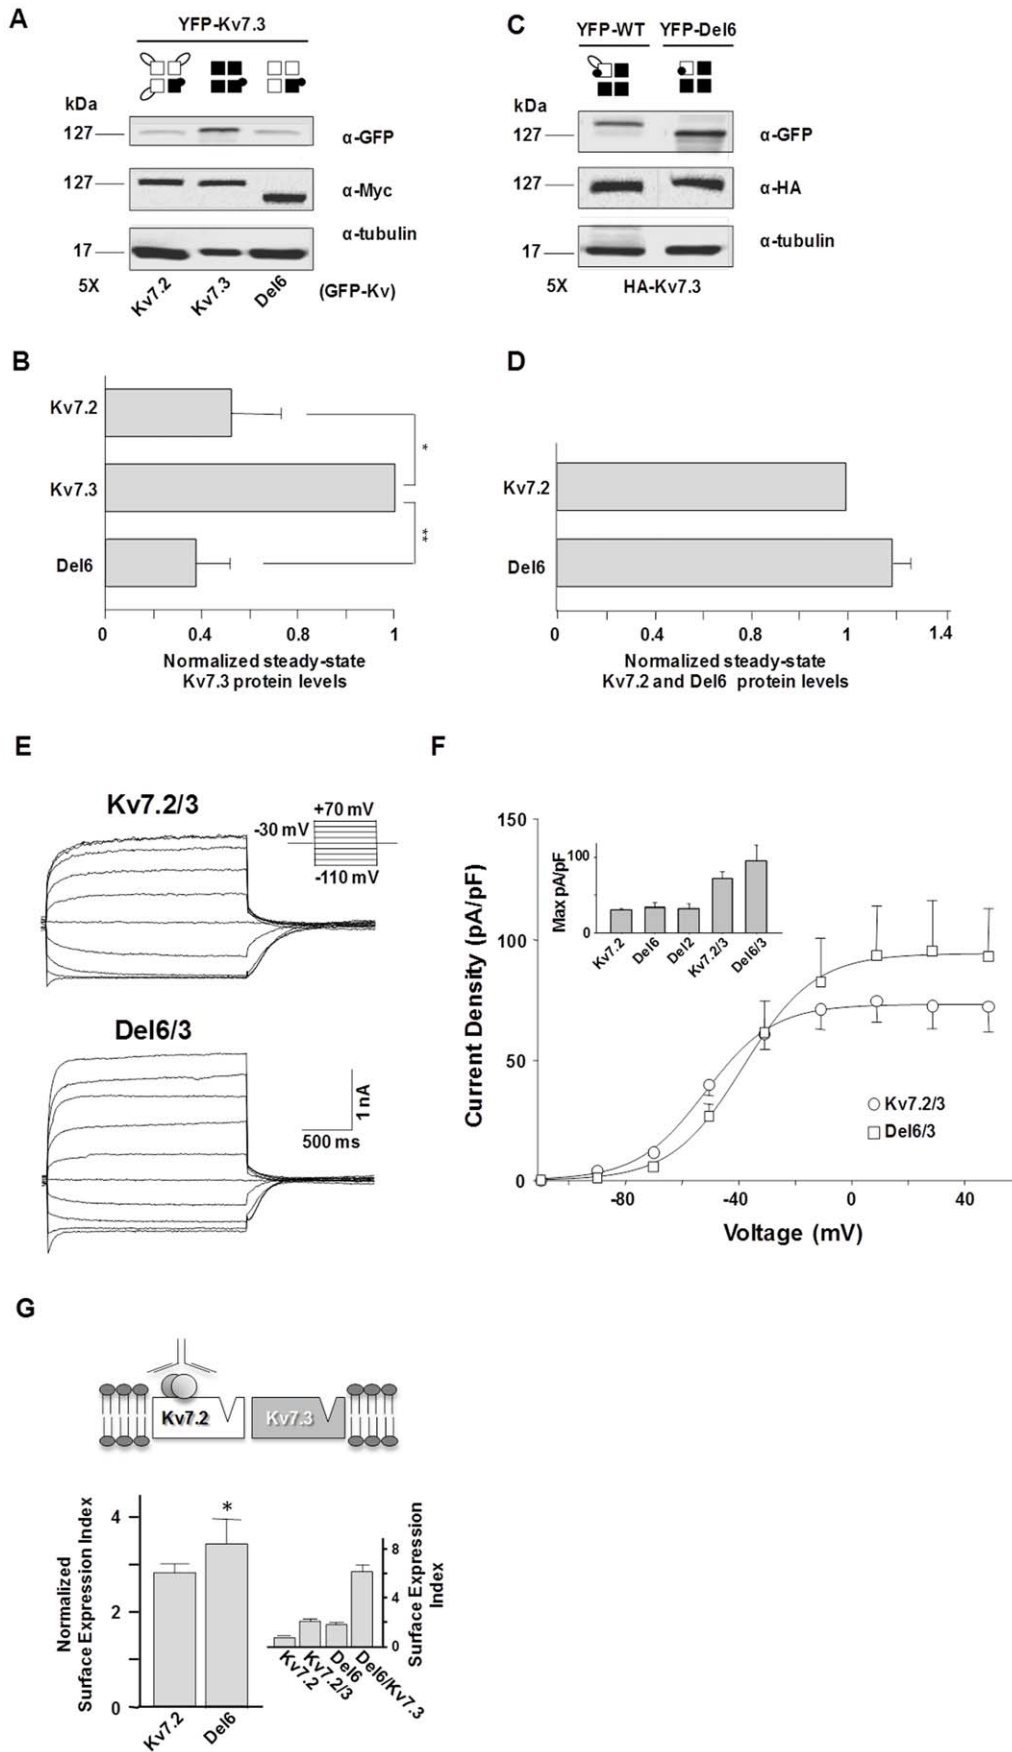 A
YFP-Kv7.3
kDa
127
α-GFP
127
α-Myc
α-tubulin
17
5X
Kv7.2
Kv7.3
Del6
(GFP-Kv)
C
YFP-WT YFP-Del6
kDa
127
α-GFP
127
α-HA
α-tubulin
17
5X
HA-Kv7.3
B
Kv7.2
*
Kv7.3
**
Del6
0 0.4 0.8 1
Normalized steady-state
Kv7.3 protein levels
D
Kv7.2
Del6
0 0.4 0.8 1 1.4
Normalized steady-state
Kv7.2 and Del6 protein levels
E
Kv7.2/3
+70 mV
-30 mV
-110 mV
Del6/3
1 nA
500 ms
F
150
100
50
0
Current Density (pA/pF)
100
0
Max pA/pF
Kv7.2
Del6
Del2
Kv7.2/3
Del6/3
Kv7.2/3
Del6/3
-80 -40 0 40
Voltage (mV)
G
Kv7.2 Kv7.3
Normalized
Surface Expression Index
4
2
0
*
Kv7.2
Del6
8
4
0
Surface Expression
Index
Kv7.2
Kv7.2/3
Del6
Del6/Kv7.3